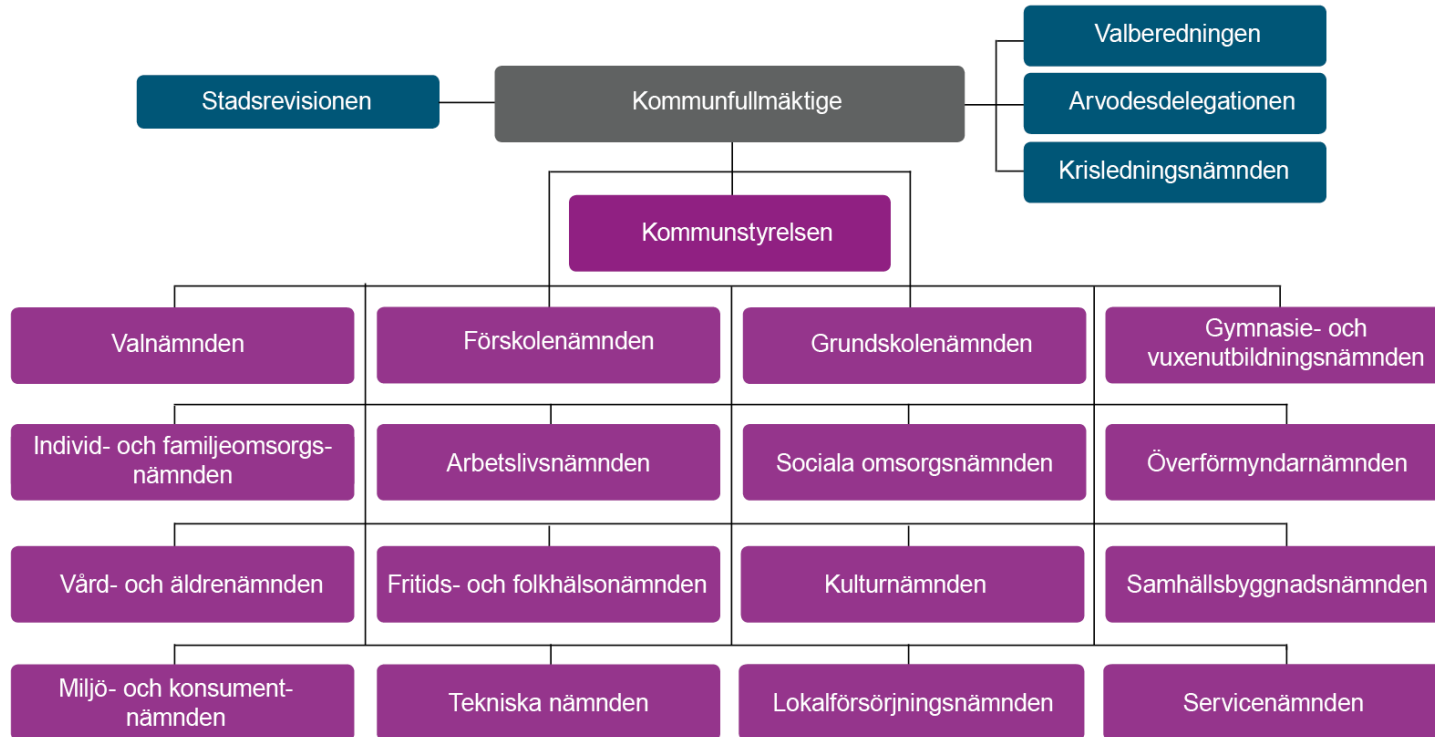 Valberedningen
Stadsrevisionen
Kommunfullmäktige
Arvodesdelegationen
Krisledningsnämnden
Kommunstyrelsen
Valnämnden
Förskolenämnden
Grundskolenämnden
Gymnasie- och
vuxenutbildningsnämnden
Individ- och familjeomsorgs-
nämnden
Arbetslivsnämnden
Sociala omsorgsnämnden
Överförmyndarnämnden
Vård- och äldrenämnden
Fritids- och folkhälsonämnden
Kulturnämnden
Samhällsbyggnadsnämnden
Miljö- och konsument-
nämnden
Tekniska nämnden
Lokalförsörjningsnämnden
Servicenämnden